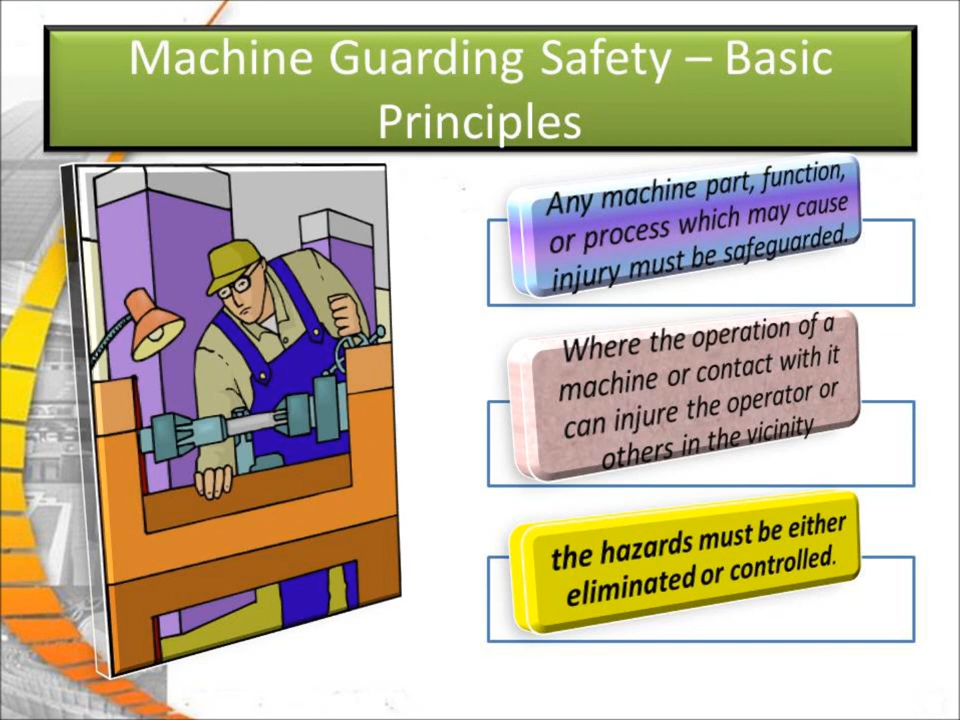 Machine Guarding Safety – Basic
Principles
Any machine part, function,
or process which may cause
injury must be safeguarded.
Where the operation of a
machine or contact with it
can injure the operator or
others in the vicinity
the hazards must be either
eliminated or controlled.